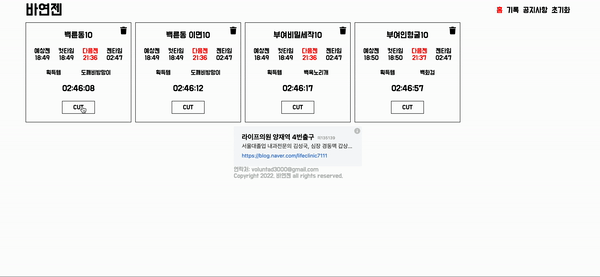 바연젠
홈 기록 공지사항 초기화
백륜동10
예상젠 컷타임 다음젠 젠타임
18:49 18:49 21:36 02:47
획득템 도깨비방망이
02:46:08
CUT
백륜동 이면10
예상젠 컷타임 다음젠 젠타임
18:49 18:49 21:36 02:47
획득템 도깨비방망이
02:46:12
CUT
부여비밀세작10
예상젠 컷타임 다음젠 젠타임
18:49 18:49 21:36 02:47
획득템 백옥노리개
02:46:17
CUT
부여인형굴10
예상젠 컷타임 다음젠 젠타임
18:50 18:50 21:37 02:47
획득템 백화검
02:46:57
CUT
라이프의원 양재역 4번출구
서울대졸업 내과전문의 김성국, 심장 경동맥 갑상...
https://blog.naver.com/lifeclinic7111
연락처: voluntad3000@gmail.com
Copyright 2022. 바연젠 all rights reserved.